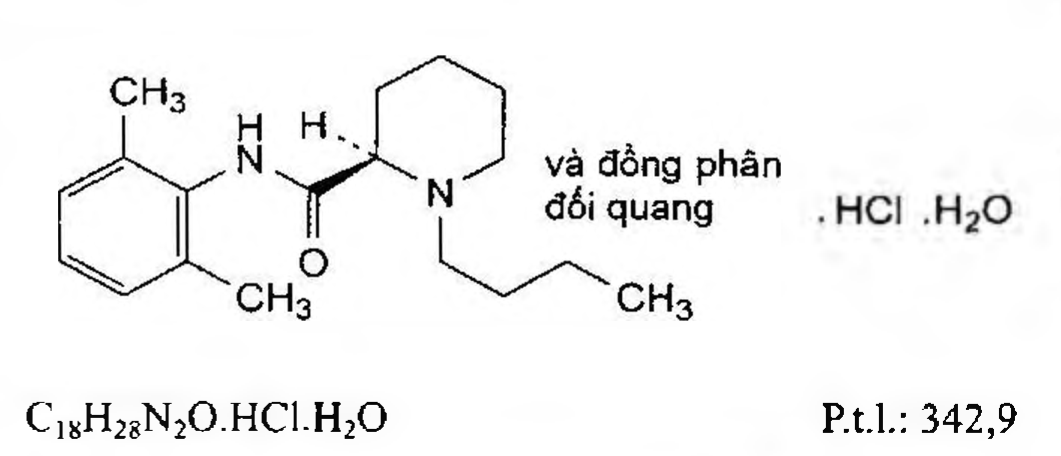 CH₃
H
N
H
O
CH₃
N
CH₃
và đồng phân
đối quang
. HCl .H₂O
C₁₈H₂₈N₂O.HCl.H₂O
P.t.l.: 342,9